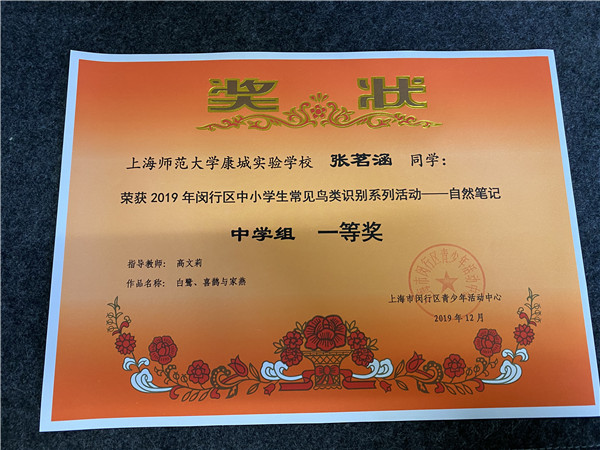 奖 状
上海师范大学康城实验学校 张茗涵 同学：
荣获 2019 年闵行区中小学生常见鸟类识别系列活动——自然笔记
中学组 一等奖
指导教师： 高文莉
作品名称： 白鹭、喜鹊与家燕
上海市闵行区青少年活动中心
2019 年 12 月